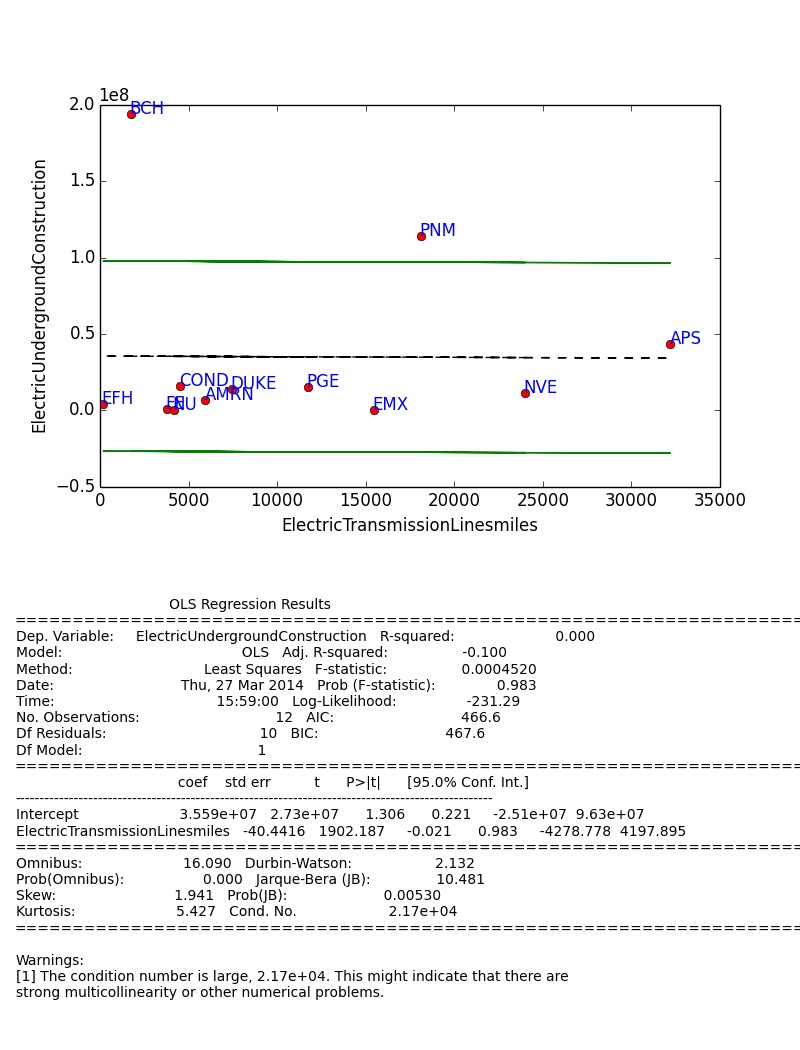 1e8
2.0
BCH
1.5
PNM
1.0
APS
0.5
COND
DUKE
PGE
NVE
EFH
AMRN
NU
EMX
0.0
−0.5
0 5000 10000 15000 20000 25000 30000 35000
ElectricUndergroundConstruction
ElectricTransmissionLinesmiles
OLS Regression Results
==============================================================================
Dep. Variable: ElectricUndergroundConstruction R-squared: 0.000
Model: OLS Adj. R-squared: -0.100
Method: Least Squares F-statistic: 0.0004520
Date: Thu, 27 Mar 2014 Prob (F-statistic): 0.983
Time: 15:59:00 Log-Likelihood: -231.29
No. Observations: 12 AIC: 466.6
Df Residuals: 10 BIC: 467.6
Df Model: 1
==============================================================================
coef std err t P>|t| [95.0% Conf. Int.]
--------------------------------------------------------------------------------------------------
Intercept 3.559e+07 2.73e+07 1.306 0.221 -2.51e+07 9.63e+07
ElectricTransmissionLinesmiles -40.4416 1902.187 -0.021 0.983 -4278.778 4197.895
==============================================================================
Omnibus: 16.090 Durbin-Watson: 2.132
Prob(Omnibus): 0.000 Jarque-Bera (JB): 10.481
Skew: 1.941 Prob(JB): 0.00530
Kurtosis: 5.427 Cond. No. 2.17e+04
==============================================================================
Warnings:
[1] The condition number is large, 2.17e+04. This might indicate that there are
strong multicollinearity or other numerical problems.